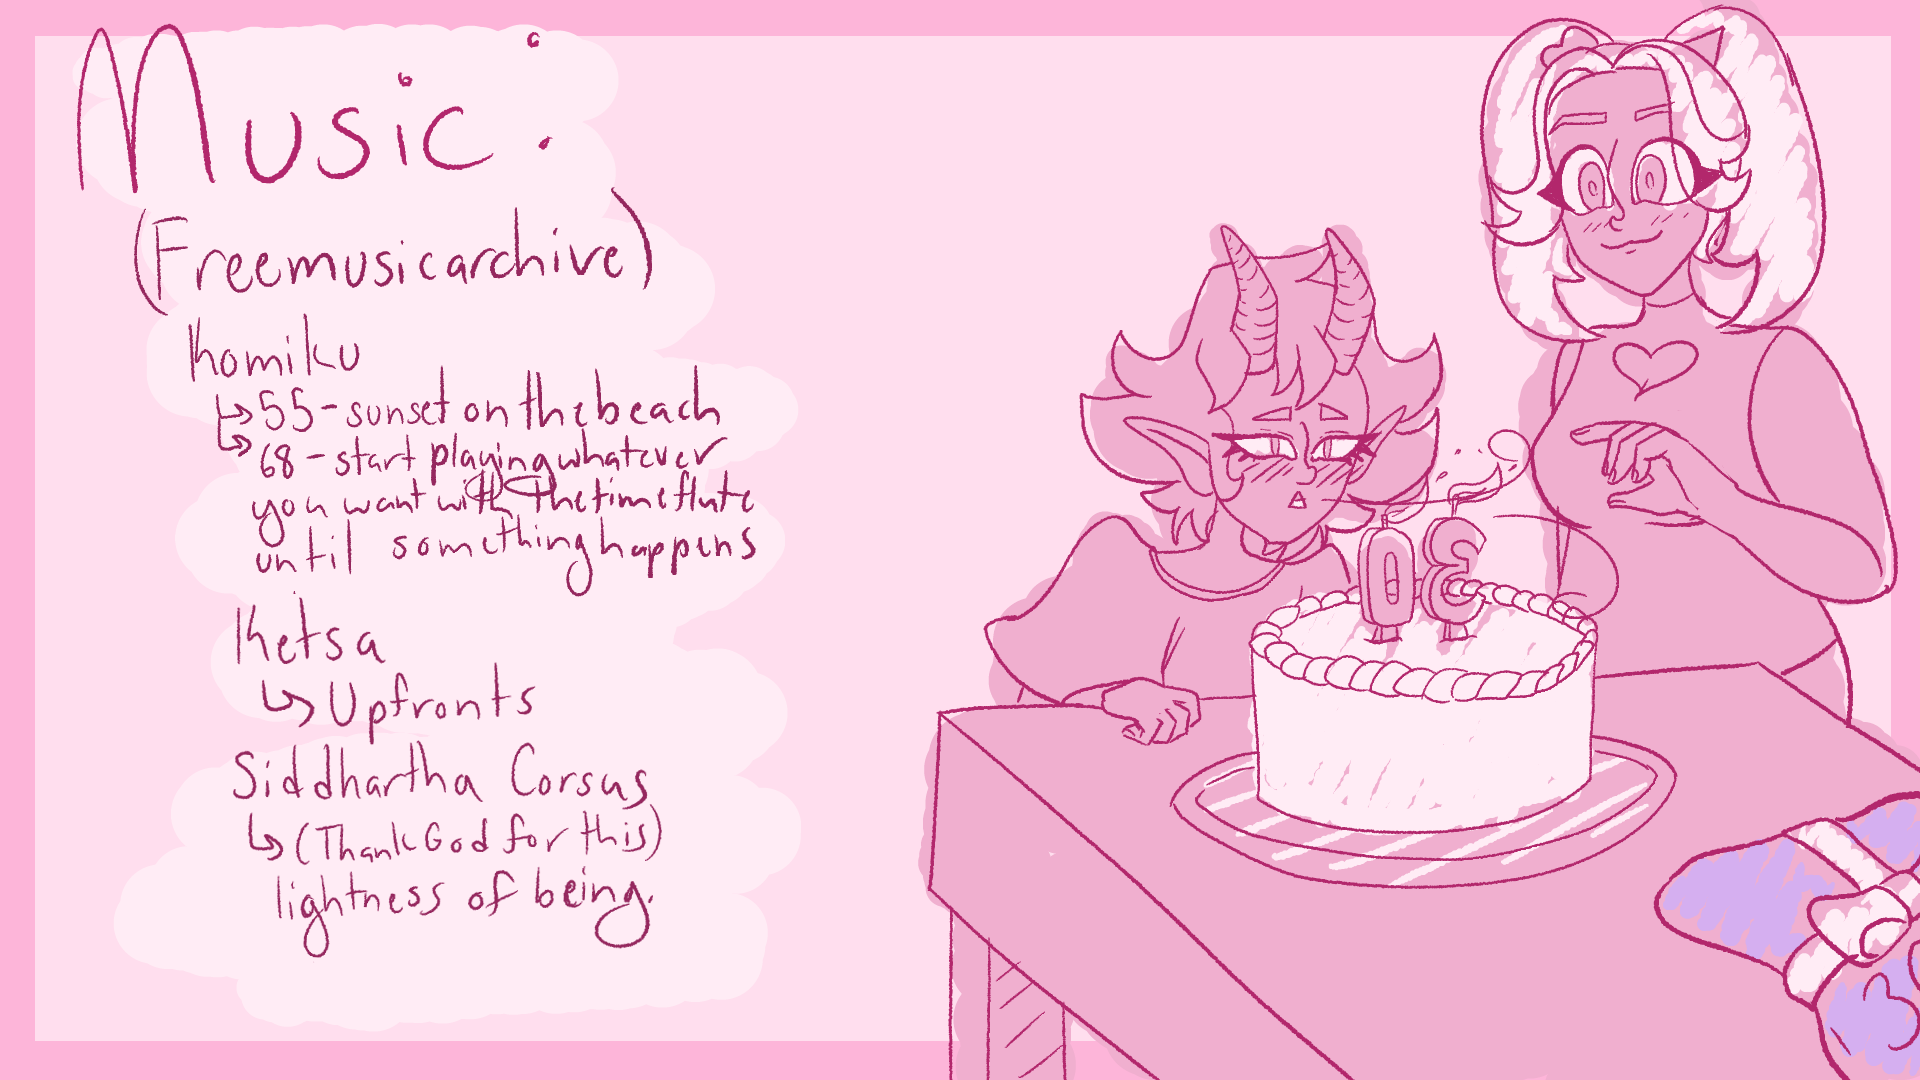 Music:
(Freemusicarchive)
Komiku
55-sunset on the beach
68-start playing whatever
you want with the time flute
until something happens
Ketsa
Upfronts
Siddhartha Corsus
(Thank God for this)
lightness of being.
30